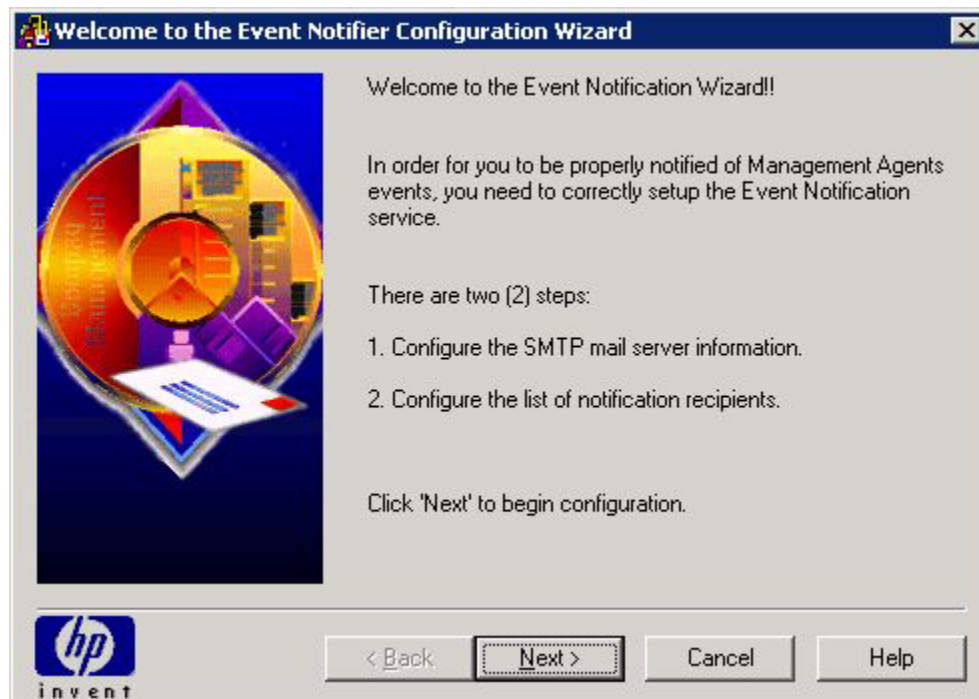 Welcome to the Event Notifier Configuration Wizard
Welcome to the Event Notification Wizard!!
In order for you to be properly notified of Management Agents
events, you need to correctly setup the Event Notification
service.
There are two (2) steps:
1. Configure the SMTP mail server information.
2. Configure the list of notification recipients.
Click 'Next' to begin configuration.
Compaq
Management
hp
invent
< Back
Next >
Cancel
Help